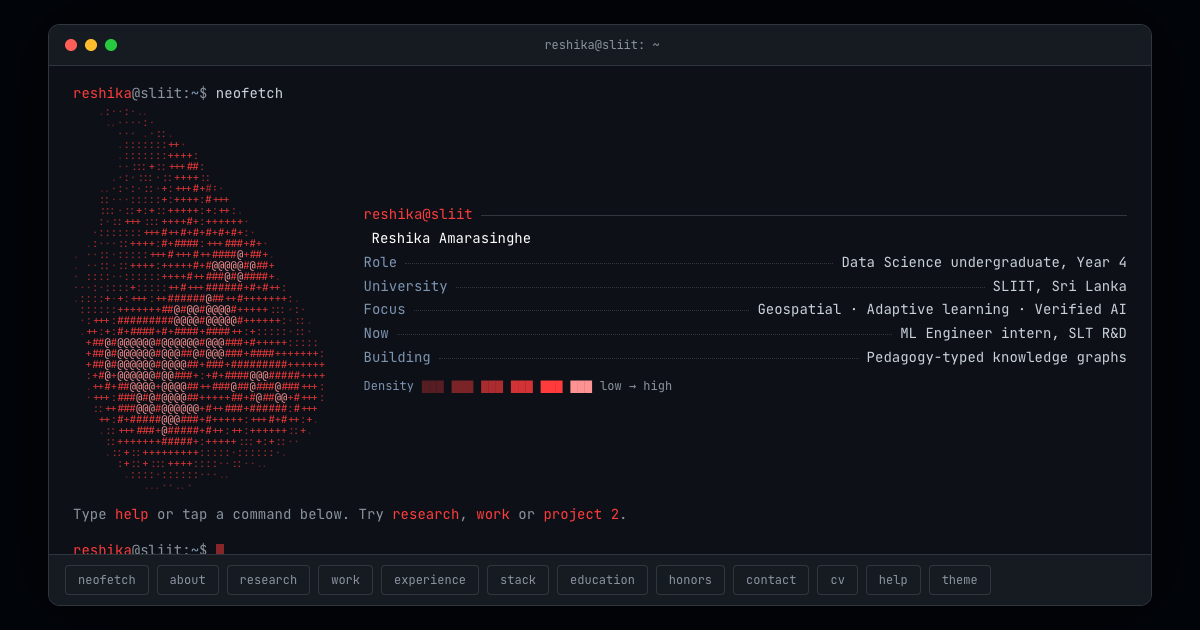 reshika@sliit: ~
reshika@sliit:~$ neofetch
reshika@sliit
Reshika Amarasinghe
Role Data Science undergraduate, Year 4
University SLIIT, Sri Lanka
Focus Geospatial · Adaptive learning · Verified AI
Now ML Engineer intern, SLT R&D
Building Pedagogy-typed knowledge graphs
Density low → high
Type help or tap a command below. Try research, work or project 2.
reshika@sliit:~$
neofetch about research work experience stack education honors contact cv help theme